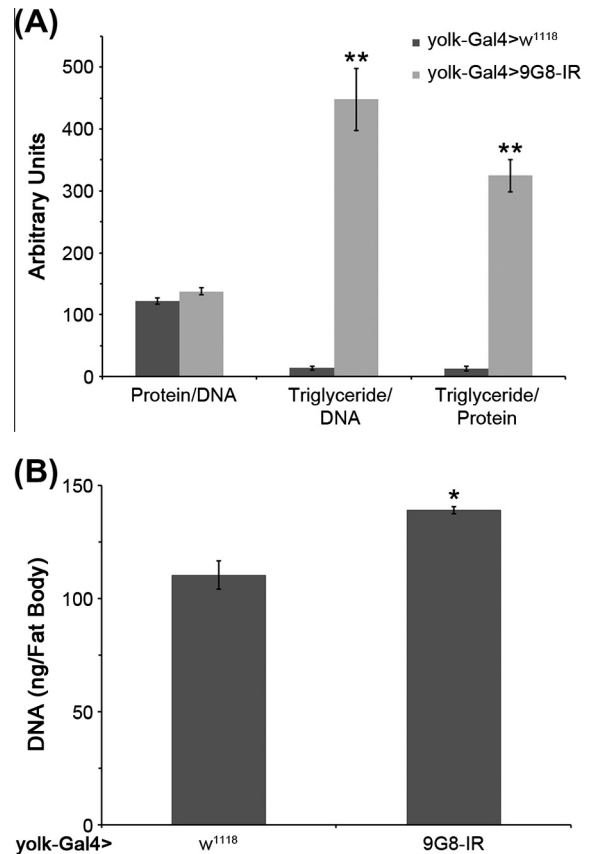 (A)
yolk-Gal4>w¹¹¹⁸
yolk-Gal4>9G8-IR
Arbitrary Units
500
400
300
200
100
0
**
**
Protein/DNA
Triglyceride/
DNA
Triglyceride/
Protein
(B)
DNA (ng/Fat Body)
150
100
50
0
*
yolk-Gal4> w¹¹¹⁸ 9G8-IR